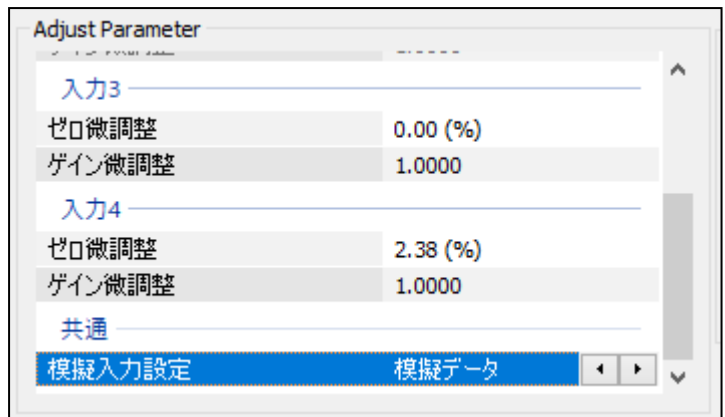 Adjust Parameter
入力3
ゼロ微調整 0.00 (%)
ゲイン微調整 1.0000
入力4
ゼロ微調整 2.38 (%)
ゲイン微調整 1.0000
共通
模擬入力設定 模擬データ